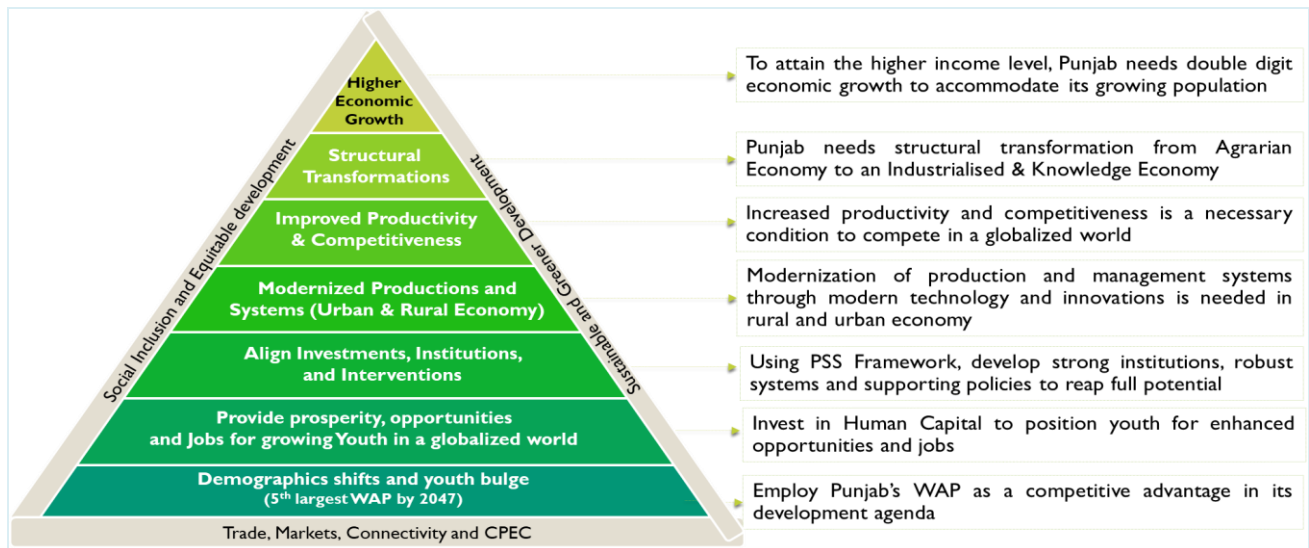 Higher
Economic
Growth
To attain the higher income level, Punjab needs double digit
economic growth to accommodate its growing population
Structural
Transformations
Punjab needs structural transformation from Agrarian
Economy to an Industrialised & Knowledge Economy
Improved Productivity
& Competitiveness
Increased productivity and competitiveness is a necessary
condition to compete in a globalized world
Modernized Productions and
Systems (Urban & Rural Economy)
Modernization of production and management systems
through modern technology and innovations is needed in
rural and urban economy
Align Investments, Institutions,
and Interventions
Using PSS Framework, develop strong institutions, robust
systems and supporting policies to reap full potential
Provide prosperity, opportunities
and Jobs for growing Youth in a globalized world
Invest in Human Capital to position youth for enhanced
opportunities and jobs
Demographics shifts and youth bulge
(5th largest WAP by 2047)
Employ Punjab's WAP as a competitive advantage in its
development agenda
Social Inclusion and Equitable development
Sustainable and Greener Development
Trade, Markets, Connectivity and CPEC